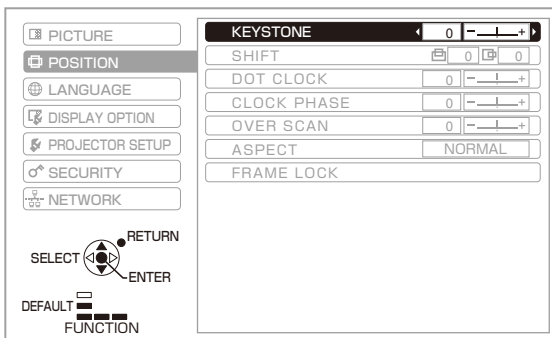 PICTURE
POSITION
LANGUAGE
DISPLAY OPTION
PROJECTOR SETUP
SECURITY
NETWORK
RETURN
SELECT
ENTER
DEFAULT
FUNCTION
KEYSTONE 0 - +
SHIFT 0 0
DOT CLOCK 0 - +
CLOCK PHASE 0 - +
OVER SCAN 0 - +
ASPECT NORMAL
FRAME LOCK